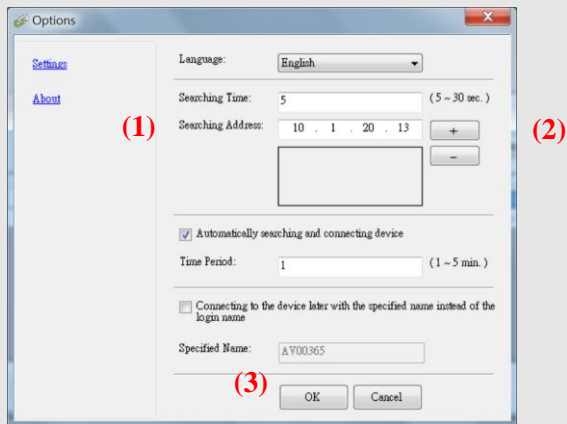 Options
Settings
About
Language: English
Searching Time: 5 (5 ~ 30 sec.)
(1) Searching Address: 10 . 1 . 20 . 13 + (2)
-
Automatically searching and connecting device
Time Period: 1 (1 ~ 5 min.)
Connecting to the device later with the specified name instead of the
login name
Specified Name: AV00365
(3) OK Cancel